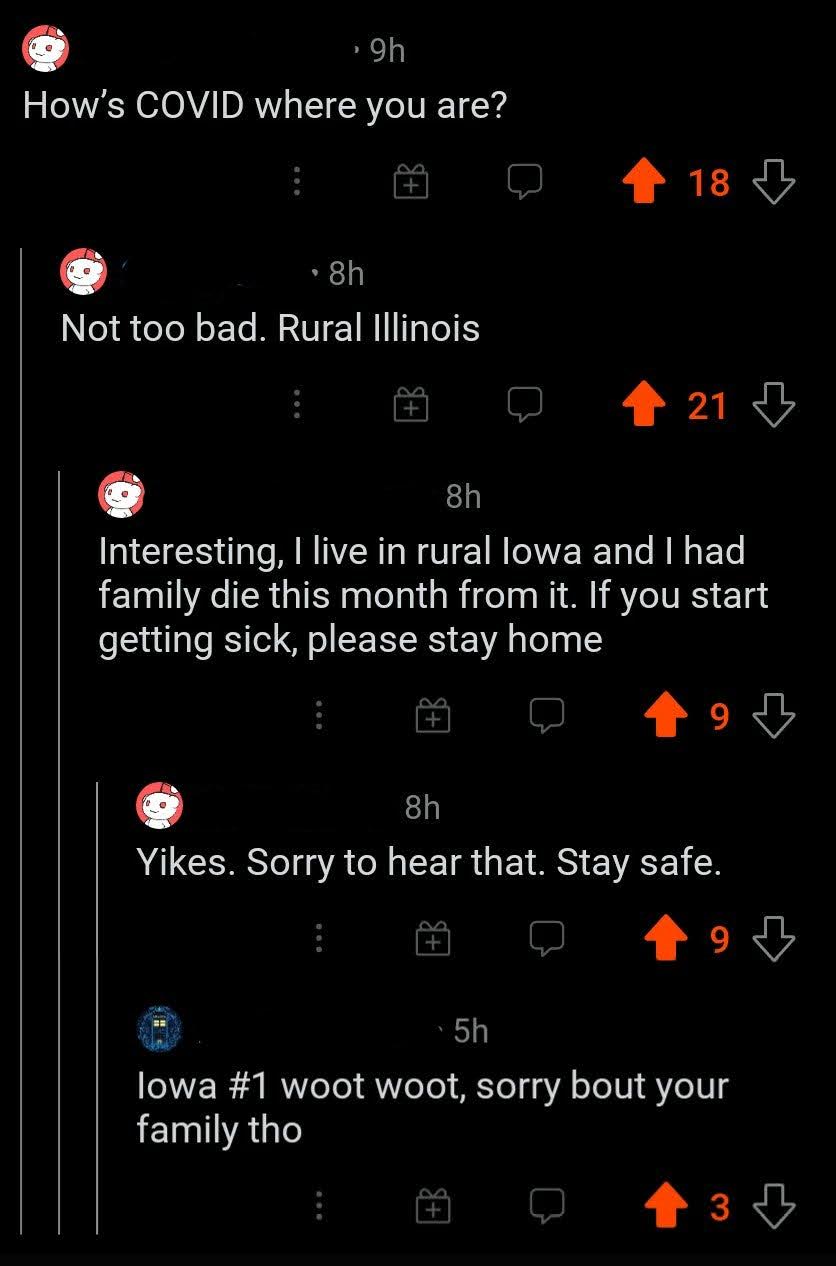 9h
How's COVID where you are?
18
8h
Not too bad. Rural Illinois
21
8h
Interesting, I live in rural Iowa and I had
family die this month from it. If you start
getting sick, please stay home
9
8h
Yikes. Sorry to hear that. Stay safe.
9
5h
Iowa #1 woot woot, sorry bout your
family tho
3